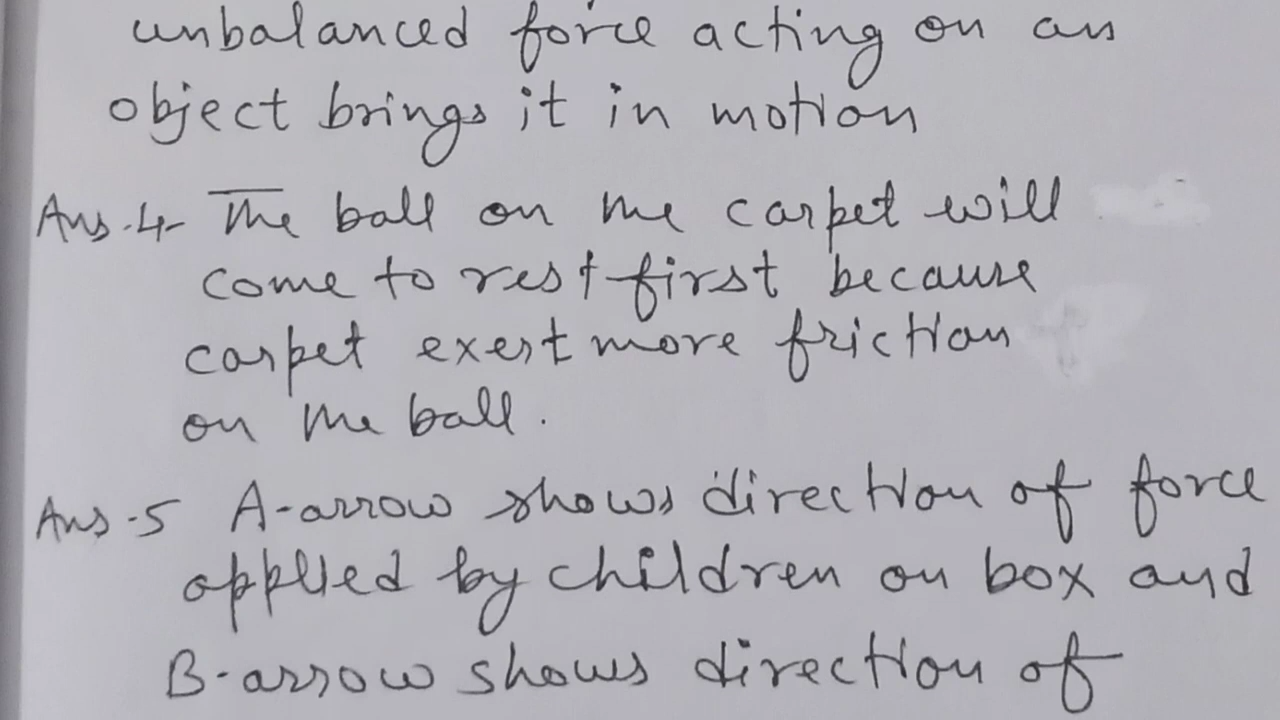 unbalanced force acting on an
object brings it in motion
Ans.4- The ball on the carpet will
come to rest first because
carpet exert more friction
on the ball.
Ans.5 A-arrow shows direction of force
applied by children on box and
B-arrow shows direction of